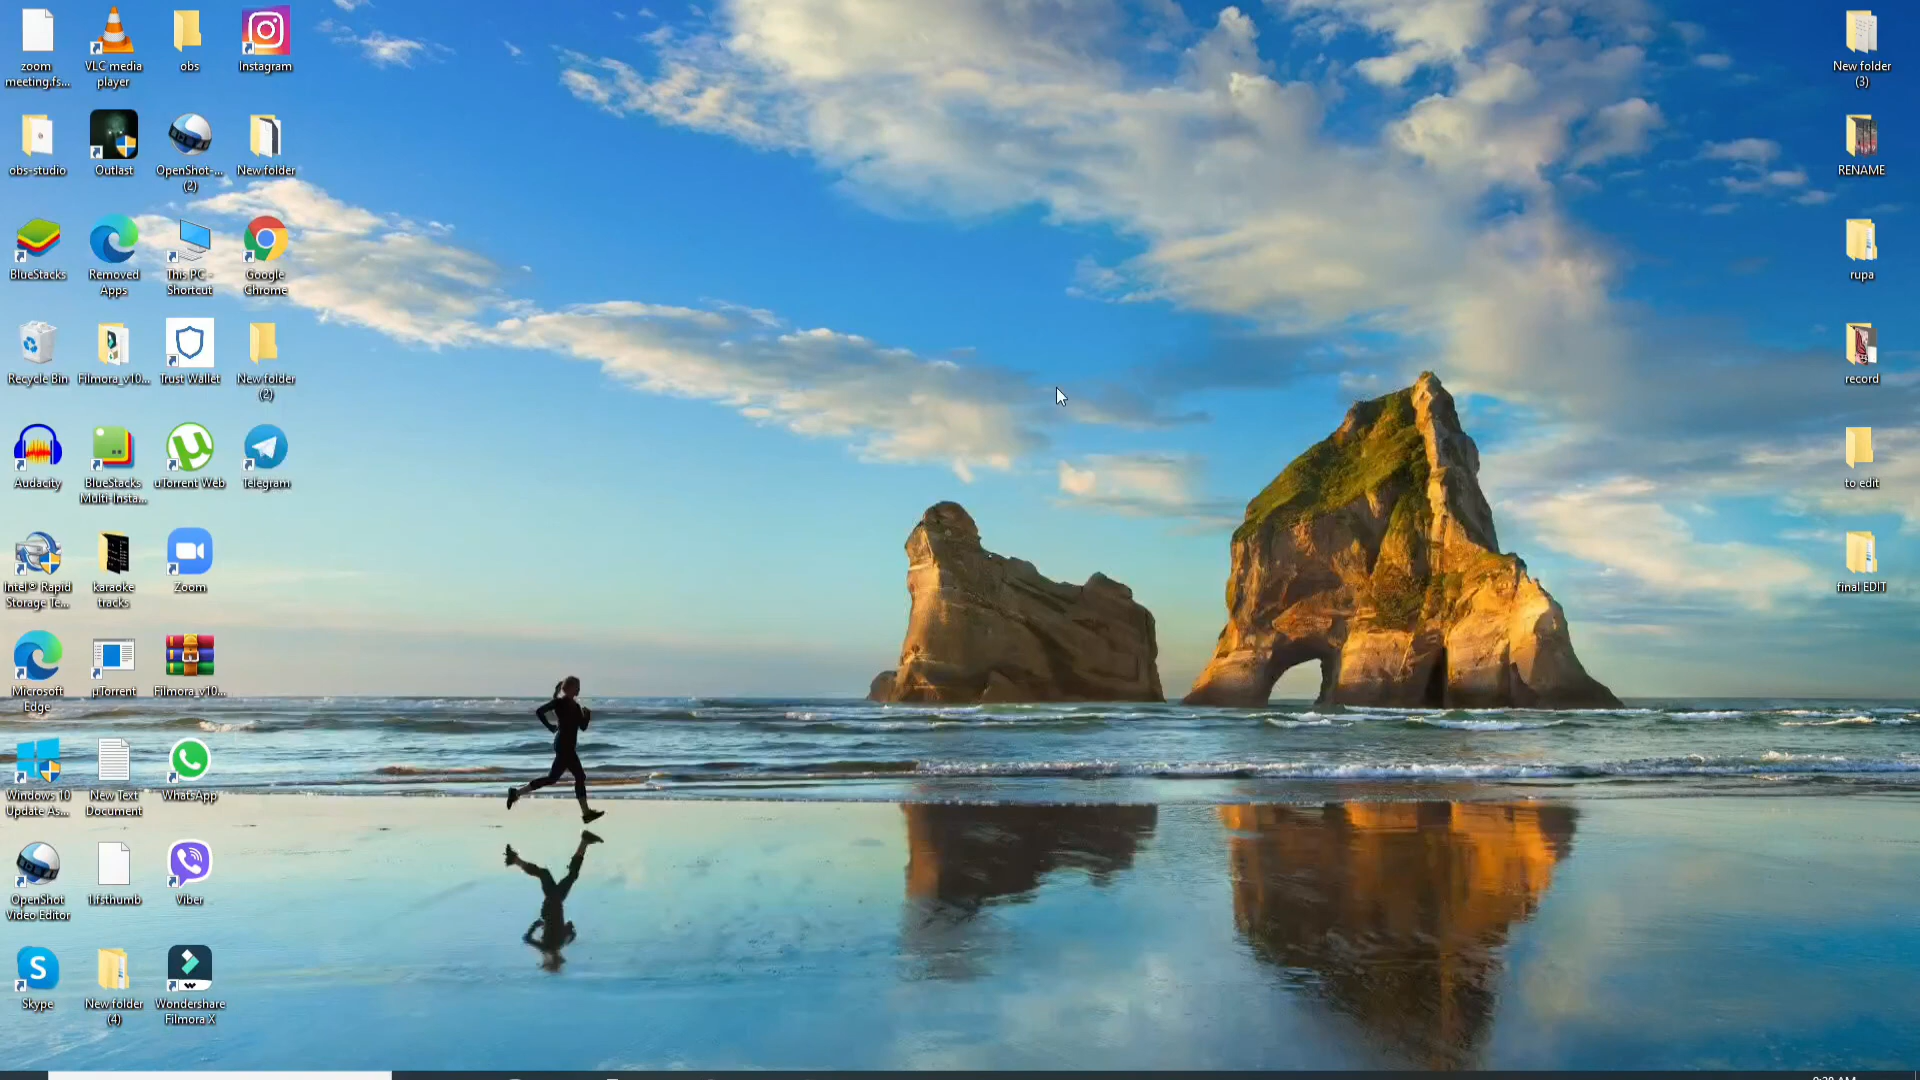 zoom
meeting.fs...
VLC media
player
obs
Instagram
obs-studio
Outlast
OpenShot-...
(2)
New folder
BlueStacks
Removed
Apps
This PC -
Shortcut
Google
Chrome
Recycle Bin
Filmora_v10...
Trust Wallet
New folder
(2)
Audacity
BlueStacks
Multi-Insta...
uTorrent Web
Telegram
Intel® Rapid
Storage Te...
karaoke
tracks
Zoom
Microsoft
Edge
µTorrent
Filmora_v10...
Windows 10
Update As...
New Text
Document
WhatsApp
OpenShot
Video Editor
1.fsthumb
Viber
S
Skype
New folder
(4)
Wondershare
Filmora X
New folder
(3)
RENAME
rupa
record
to edit
final EDIT